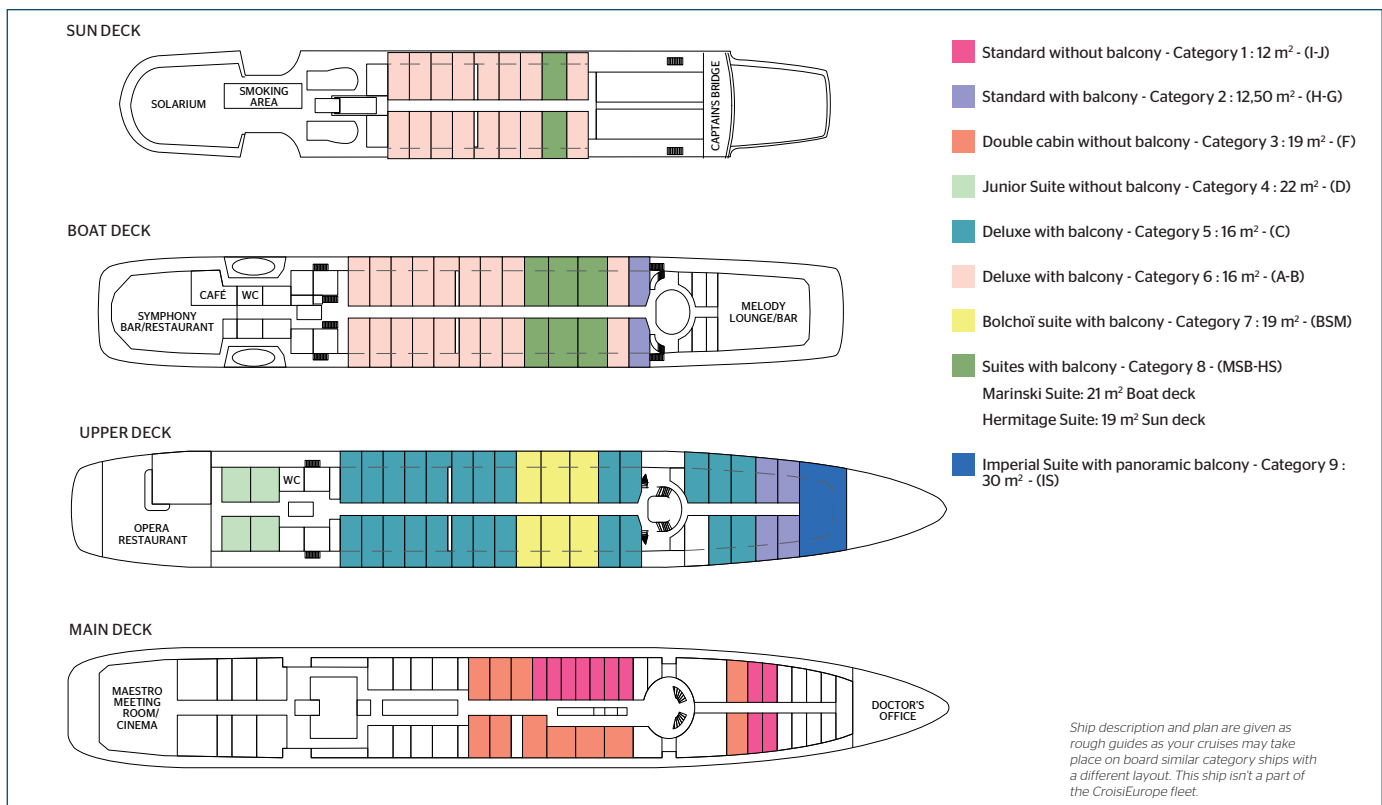 SUN DECK
SOLARIUM
SMOKING
AREA
CAPTAIN'S BRIDGE
BOAT DECK
CAFÉ
WC
SYMPHONY
BAR/RESTAURANT
MELODY
LOUNGE/BAR
UPPER DECK
WC
OPERA
RESTAURANT
MAIN DECK
MAESTRO
MEETING
ROOM/
CINEMA
DOCTOR'S
OFFICE
Standard without balcony - Category 1 : 12 m² - (I-J)
Standard with balcony - Category 2 : 12,50 m² - (H-G)
Double cabin without balcony - Category 3 : 19 m² - (F)
Junior Suite without balcony - Category 4 : 22 m² - (D)
Deluxe with balcony - Category 5 : 16 m² - (C)
Deluxe with balcony - Category 6 : 16 m² - (A-B)
Bolchoï suite with balcony - Category 7 : 19 m² - (BSM)
Suites with balcony - Category 8 - (MSB-HS)
Marinski Suite: 21 m² Boat deck
Hermitage Suite: 19 m² Sun deck
Imperial Suite with panoramic balcony - Category 9 :
30 m² - (IS)
Ship description and plan are given as
rough guides as your cruises may take
place on board similar category ships with
a different layout. This ship isn't a part of
the CroisiEurope fleet.